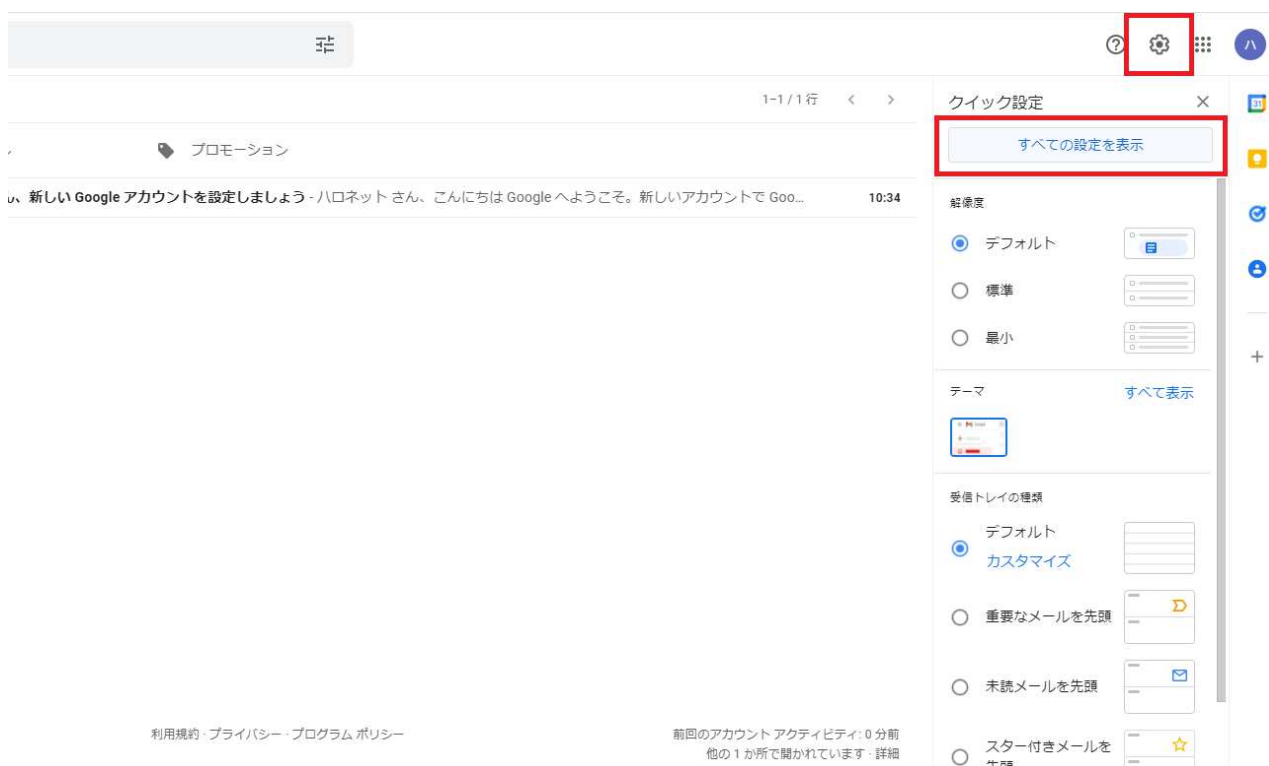 ハ
1–1 / 1 行
クイック設定
31
すべての設定を表示
プロモーション
、新しい Google アカウントを設定しましょう - ハロネット さん、こんにちは Google へようこそ。新しいアカウントで Goo... 10:34
解像度
デフォルト
標準
最小
テーマ
すべて表示
受信トレイの種類
デフォルト
カスタマイズ
重要なメールを先頭
未読メールを先頭
スター付きメールを
先頭
利用規約 · プライバシー · プログラム ポリシー
前回のアカウント アクティビティ: 0 分前
他の 1 か所で開かれています · 詳細